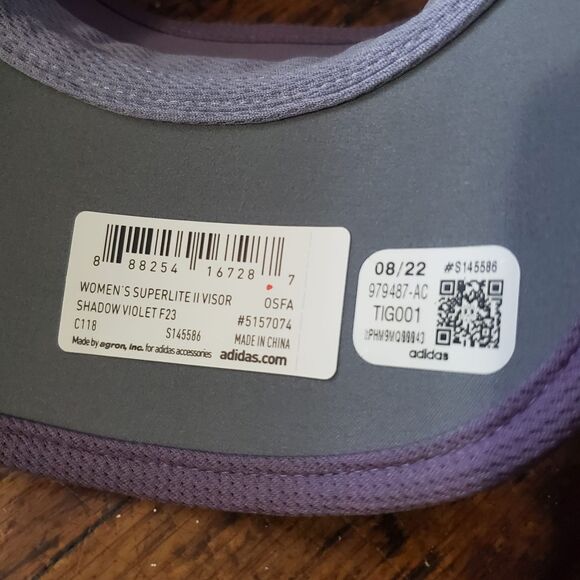 8 88254 16728 7
WOMEN'S SUPERLITE II VISOR
OSFA
SHADOW VIOLET F23
#5157074
C118 S145586 MADE IN CHINA
Made by agron, inc. for adidas accessories adidas.com
08/22 #S145586
979487-AC
TIG001
adidas